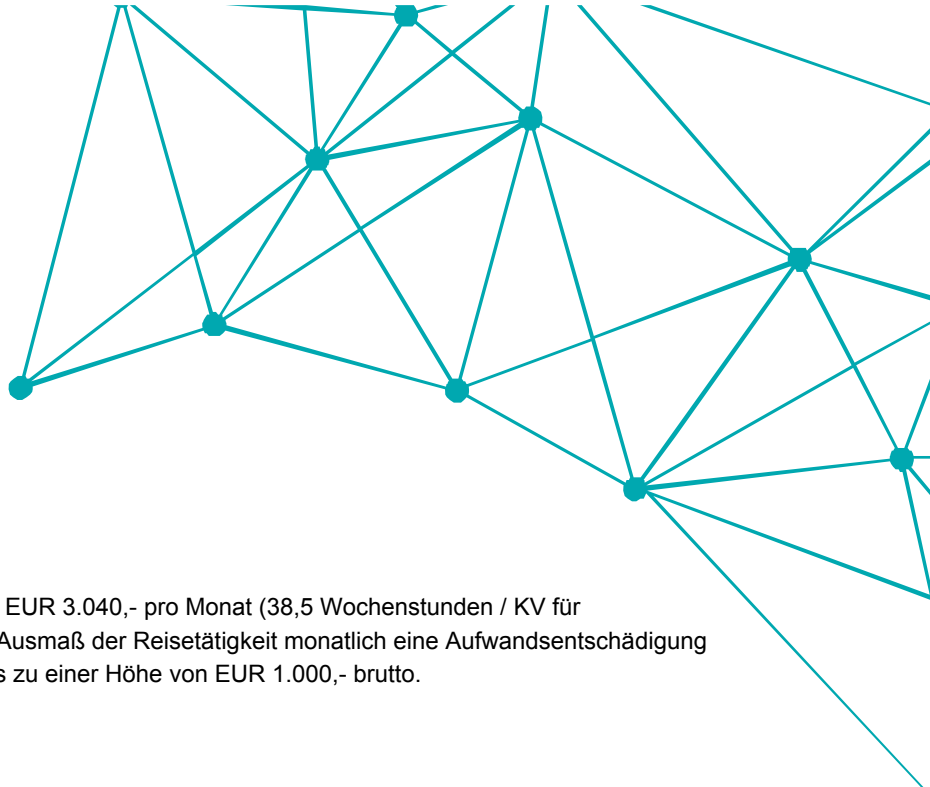 EUR 3.040,- pro Monat (38,5 Wochenstunden / KV für
Ausmaß der Reisetätigkeit monatlich eine Aufwandsentschädigung
s zu einer Höhe von EUR 1.000,- brutto.